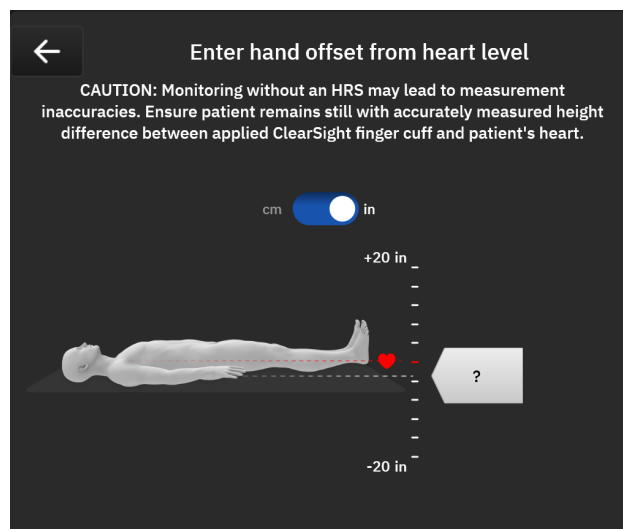 Enter hand offset from heart level
CAUTION: Monitoring without an HRS may lead to measurement
inaccuracies. Ensure patient remains still with accurately measured height
difference between applied ClearSight finger cuff and patient's heart.
cm in
+20 in
?
-20 in